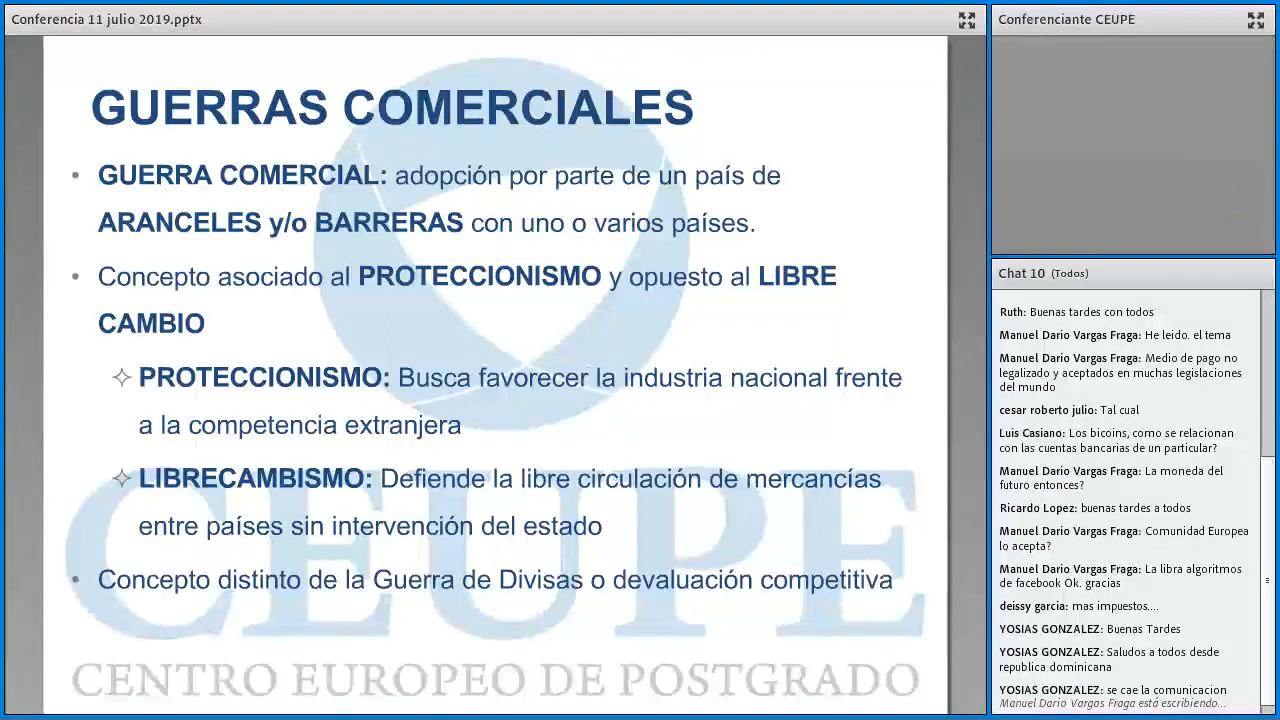 Conferencia 11 julio 2019.pptx
GUERRAS COMERCIALES
• GUERRA COMERCIAL: adopción por parte de un país de
ARANCELES y/o BARRERAS con uno o varios países.
• Concepto asociado al PROTECCIONISMO y opuesto al LIBRE
CAMBIO
✧ PROTECCIONISMO: Busca favorecer la industria nacional frente
a la competencia extranjera
✧ LIBRECAMBISMO: Defiende la libre circulación de mercancías
entre países sin intervención del estado
• Concepto distinto de la Guerra de Divisas o devaluación competitiva
CEUPE
CENTRO EUROPEO DE POSTGRADO
Conferenciante CEUPE
Chat 10 (Todos)
Ruth: Buenas tardes con todos
Manuel Dario Vargas Fraga: He leido. el tema
Manuel Dario Vargas Fraga: Medio de pago no
legalizado y aceptados en muchas legislaciones
del mundo
cesar roberto julio: Tal cual
Luis Casiano: Los bicoins, como se relacionan
con las cuentas bancarias de un particular?
Manuel Dario Vargas Fraga: La moneda del
futuro entonces?
Ricardo Lopez: buenas tardes a todos
Manuel Dario Vargas Fraga: Comunidad Europea
lo acepta?
Manuel Dario Vargas Fraga: La libra algoritmos
de facebook Ok. gracias
deissy garcia: mas impuestos....
YOSIAS GONZALEZ: Buenas Tardes
YOSIAS GONZALEZ: Saludos a todos desde
republica dominicana
YOSIAS GONZALEZ: se cae la comunicacion
Manuel Dario Vargas Fraga está escribiendo...